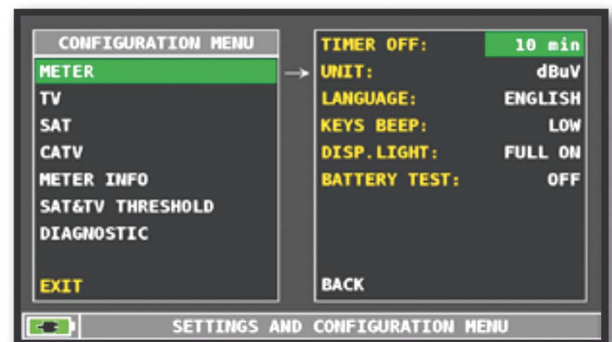 CONFIGURATION MENU
METER
TV
SAT
CATV
METER INFO
SAT&TV THRESHOLD
DIAGNOSTIC
EXIT
TIMER OFF: 10 min
UNIT: dBuV
LANGUAGE: ENGLISH
KEYS BEEP: LOW
DISP.LIGHT: FULL ON
BATTERY TEST: OFF
BACK
SETTINGS AND CONFIGURATION MENU